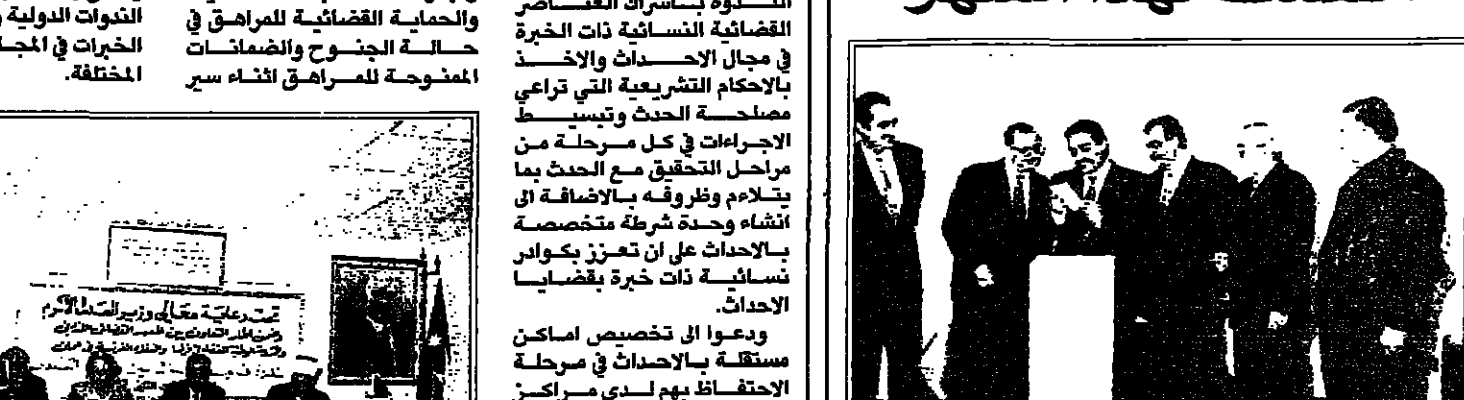 القضائية النسائية ذات الخبرة
في مجال الاحداث والاخذ
بالاحكام التشريعية التي تراعي
مصلحة الحدث وتبسيط
الاجراءات في كل مرحلة من
مراحل التحقيق مع الحدث بما
يتلاءم وظروفه بالاضافة الى
انشاء وحدة شرطة متخصصة
بالاحداث على ان تعزز بكوادر
نسائية ذات خبرة بقضايا
الاحداث.
ودعوا الى تخصيص اماكن
مستقلة بالاحداث في مرحلة
الاحتفاظ بهم لدى مراكز
والحماية القضائية للمراهق في
حالة الجنوح والضمانات
الممنوحة للمراهق اثناء سير
الندوات الدولية
الخبرات في المجا
المختلفة.
تحت رعاية معالي وزير العدل الأكرم